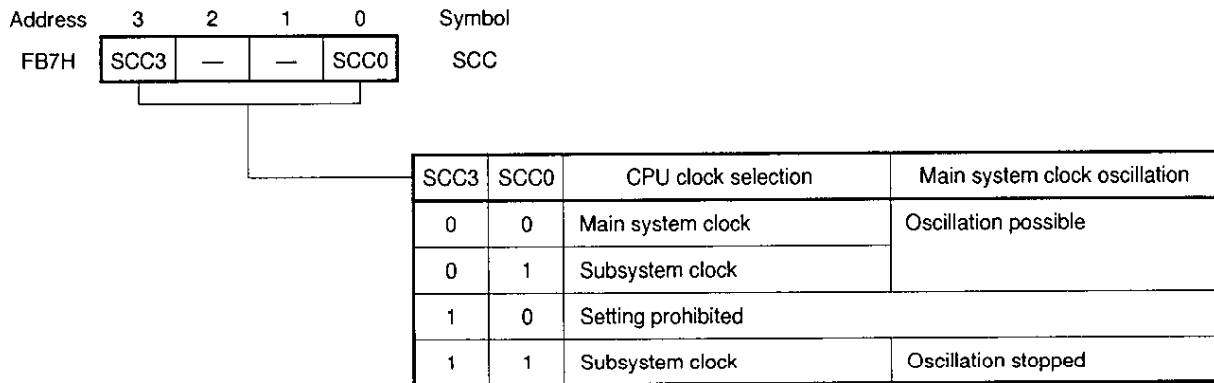 Address 3 2 1 0 Symbol
FB7H SCC3 — — SCC0 SCC
SCC3 SCC0 CPU clock selection Main system clock oscillation
0 0 Main system clock Oscillation possible
0 1 Subsystem clock
1 0 Setting prohibited
1 1 Subsystem clock Oscillation stopped